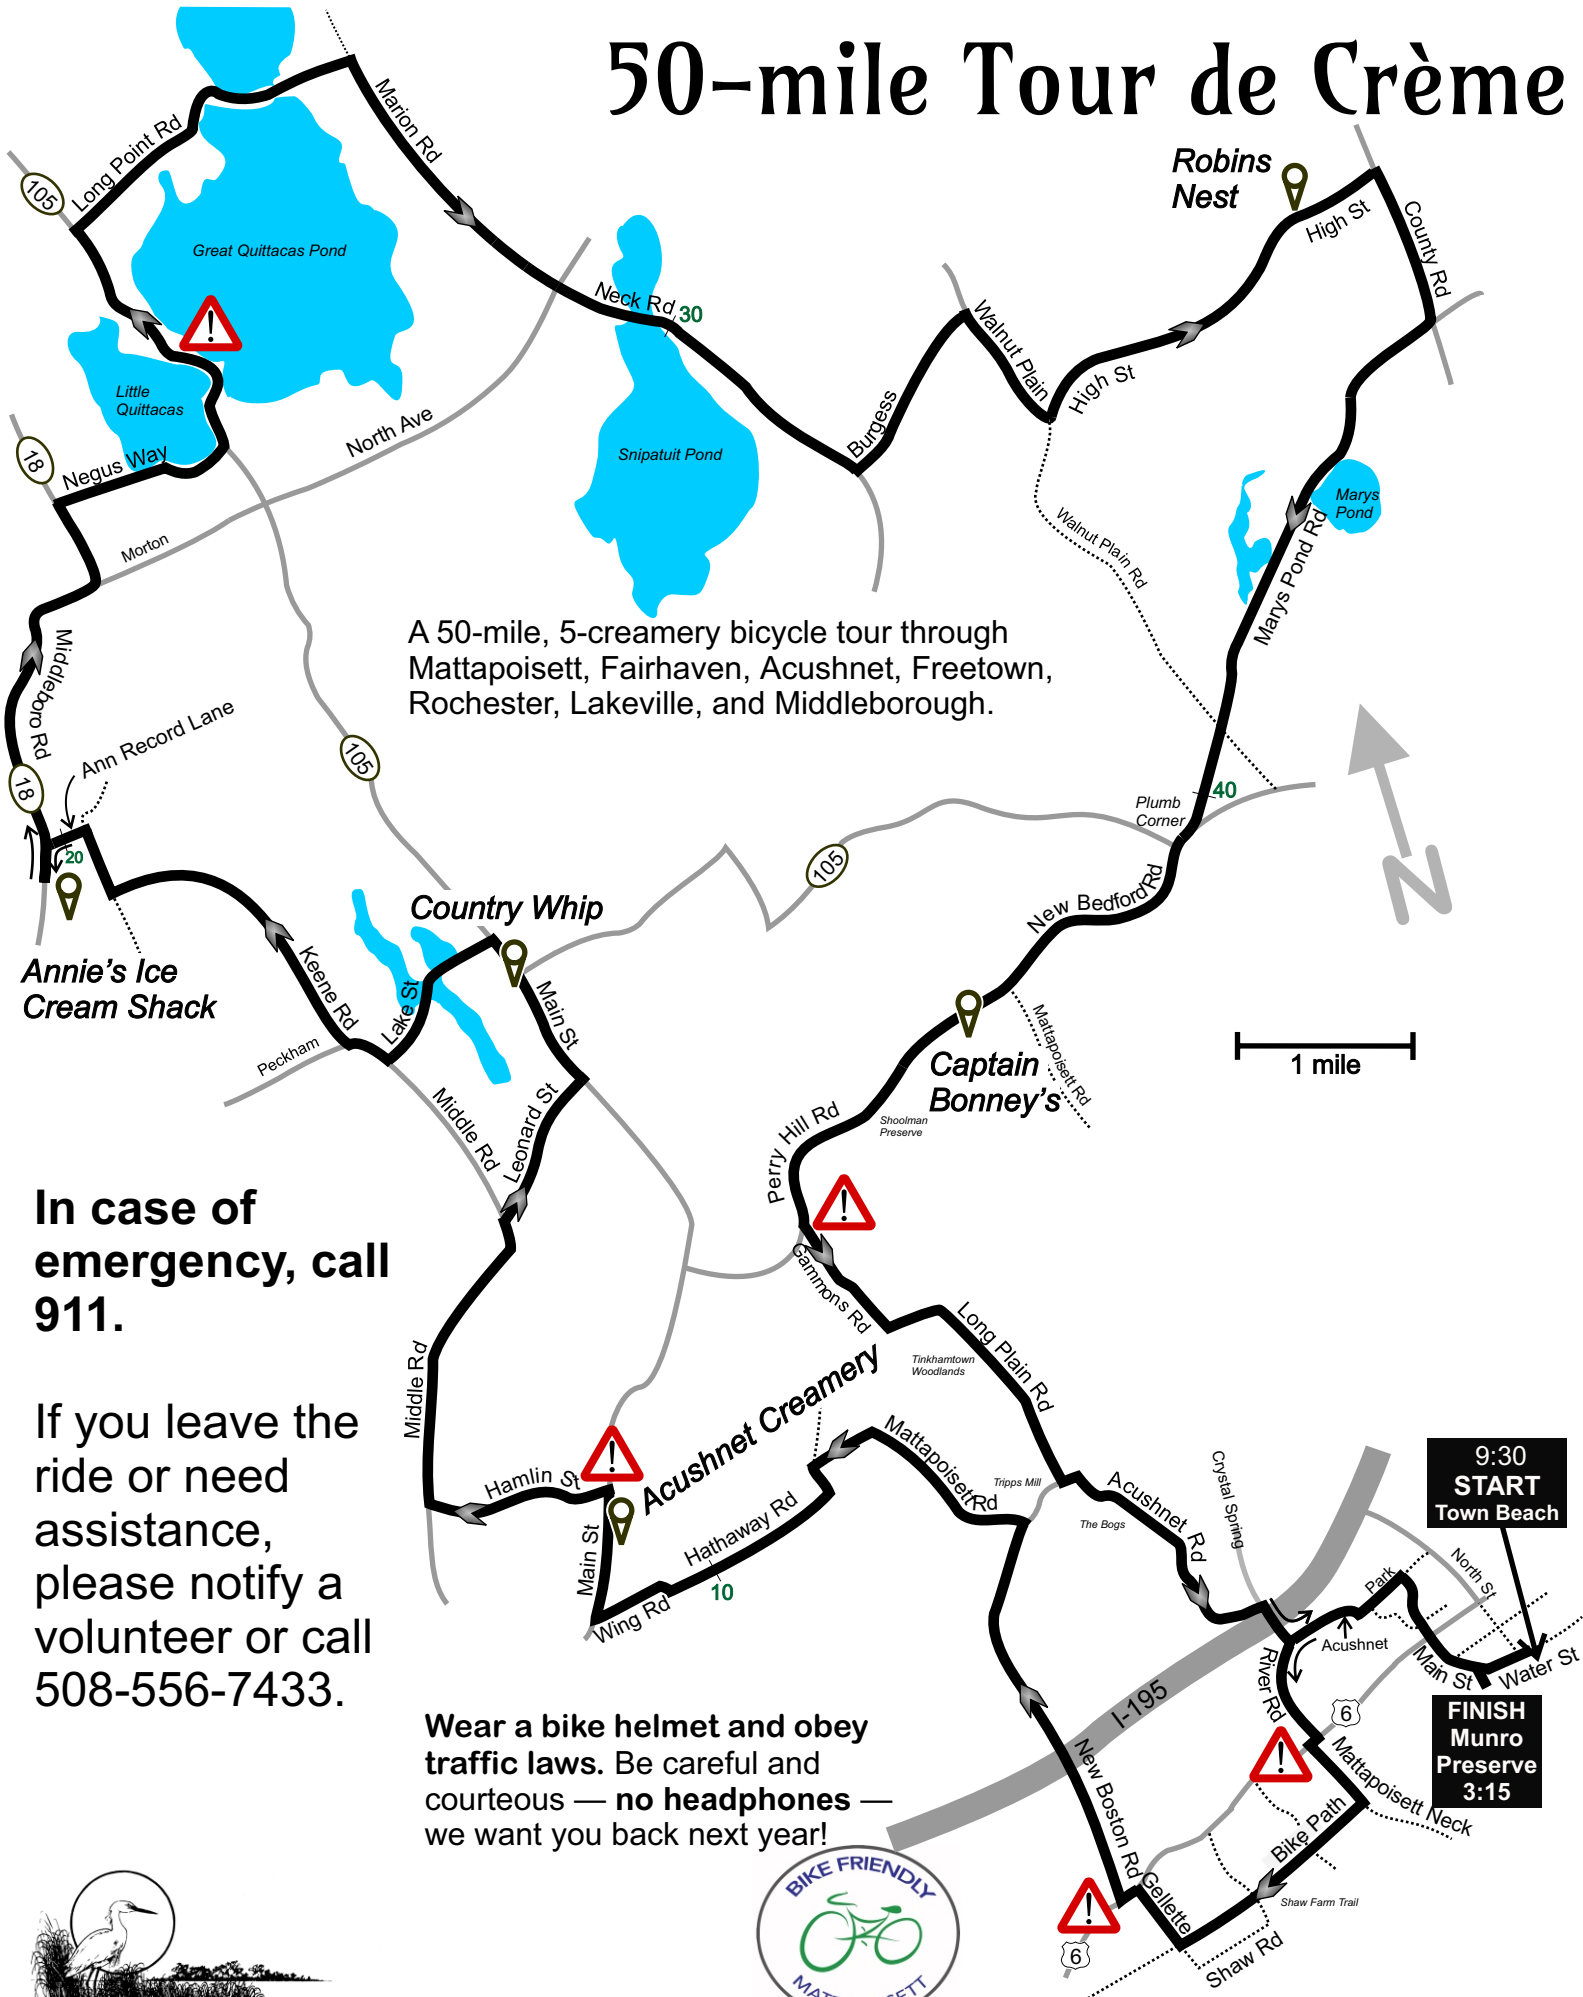 50-mile Tour de Crème
Robins
Nest
Long Point Rd
Marion Rd
105
High St
County Rd
Great Quittacas Pond
!
Neck Rd
30
Walnut Plain
High St
Little
Quittacas
North Ave
Burgess
18
Negus Way
Snipatuit Pond
Marys
Pond
Morton
Walnut Plain Rd
Marys Pond Rd
A 50-mile, 5-creamery bicycle tour through
Mattapoisett, Fairhaven, Acushnet, Freetown,
Rochester, Lakeville, and Middleborough.
Middleboro Rd
Ann Record Lane
105
18
20
40
Plumb
Corner
105
N
Country Whip
New Bedford Rd
Annie's Ice
Cream Shack
Keene Rd
Lake St
Main St
Peckham
Mattapoisett Rd
1 mile
Captain
Bonney's
Middle Rd
Leonard St
Perry Hill Rd
Shoolman
Preserve
!
In case of
emergency, call
911.
Gammons Rd
Long Plain Rd
Tinkhamtown
Woodlands
Middle Rd
Acushnet Creamery
If you leave the
ride or need
assistance,
please notify a
volunteer or call
508-556-7433.
!
Hamlin St
Mattapoisett Rd
Tripps Mill
Acushnet Rd
Crystal Spring
The Bogs
9:30
START
Town Beach
Main St
Hathaway Rd
10
Wing Rd
Park
North St
Acushnet
Main St
Water St
River Rd
I-195
6
FINISH
Munro
Preserve
3:15
!
Mattapoisett Neck
New Boston Rd
Bike Path
Wear a bike helmet and obey
traffic laws. Be careful and
courteous — no headphones —
we want you back next year!
Gellette
Shaw Farm Trail
!
6
Shaw Rd
BIKE FRIENDLY